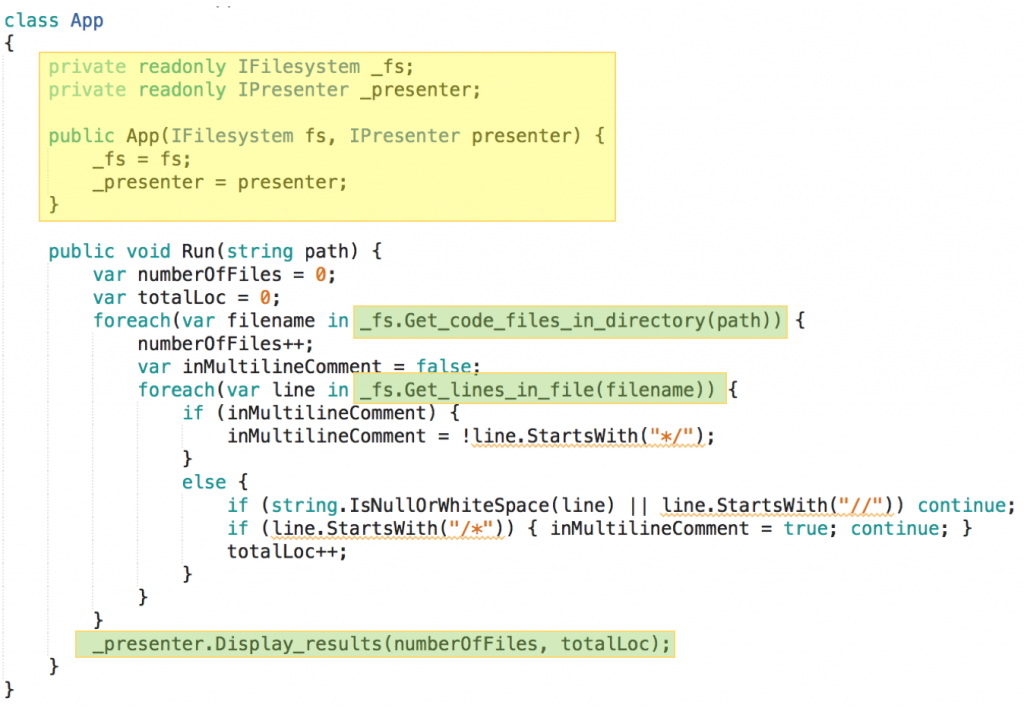 class App
{
    private readonly IFilesystem _fs;
    private readonly IPresenter _presenter;

    public App(IFilesystem fs, IPresenter presenter) {
        _fs = fs;
        _presenter = presenter;
    }

    public void Run(string path) {
        var numberOfFiles = 0;
        var totalLoc = 0;
        foreach(var filename in _fs.Get_code_files_in_directory(path)) {
            numberOfFiles++;
            var inMultilineComment = false;
            foreach(var line in _fs.Get_lines_in_file(filename)) {
                if (inMultilineComment) {
                    inMultilineComment = !line.StartsWith("*/");
                }
                else {
                    if (string.IsNullOrWhiteSpace(line) || line.StartsWith("//")) continue;
                    if (line.StartsWith("/*")) { inMultilineComment = true; continue; }
                    totalLoc++;
                }
            }
        }
        _presenter.Display_results(numberOfFiles, totalLoc);
    }
}